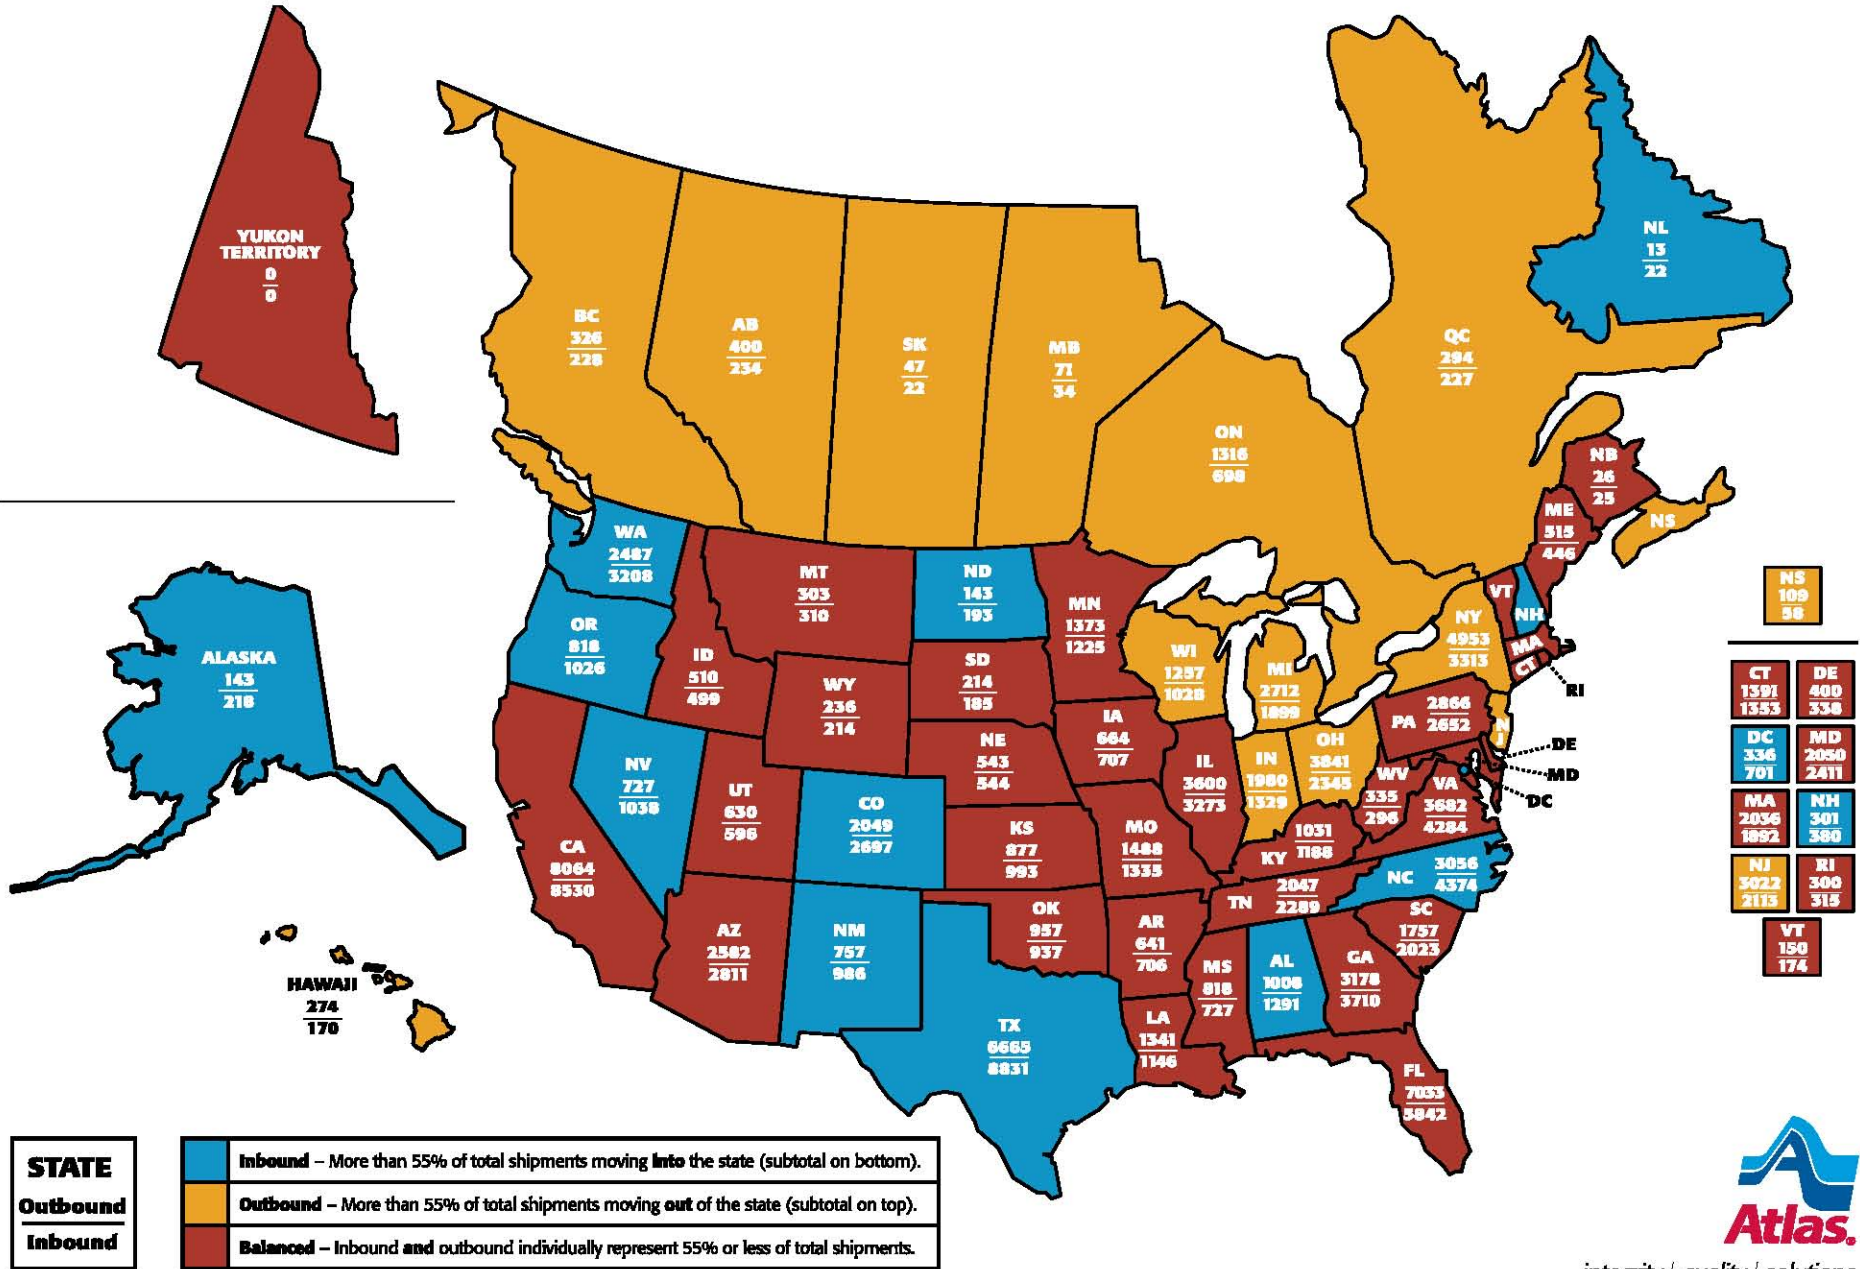 YUKON
TERRITORY
0
0
BC
326
228
AB
400
234
SK
47
22
MB
71
34
ON
1316
698
QC
294
227
NL
13
22
NB
26
25
NS
ME
515
446
NS
109
58
ALASKA
143
218
HAWAII
274
170
WA
2487
3208
OR
818
1026
CA
8064
8530
NV
727
1038
ID
510
499
MT
303
310
WY
236
214
UT
630
596
AZ
2582
2811
CO
2049
2697
NM
757
986
ND
143
193
SD
214
185
NE
543
544
KS
877
993
OK
957
937
TX
6665
8831
MN
1373
1225
IA
664
707
MO
1488
1335
AR
641
706
LA
1341
1146
WI
1257
1028
IL
3600
3273
MI
2712
1899
IN
1980
1329
OH
3841
2345
KY
1031
1188
TN
2047
2289
MS
818
727
AL
1008
1291
GA
3178
3710
FL
7033
5842
SC
1757
2023
NC
3056
4374
VA
3682
4284
WV
335
296
PA
2866
2652
NY
4953
3313
VT
NH
MA
CT
RI
NJ
DE
MD
DC
CT
1391
1353
DE
400
338
DC
336
701
MD
2050
2411
MA
2036
1892
NH
301
380
NJ
3022
2113
RI
300
315
VT
150
174
STATE
Outbound
Inbound
Inbound – More than 55% of total shipments moving into the state (subtotal on bottom).
Outbound – More than 55% of total shipments moving out of the state (subtotal on top).
Balanced – Inbound and outbound individually represent 55% or less of total shipments.
Atlas.